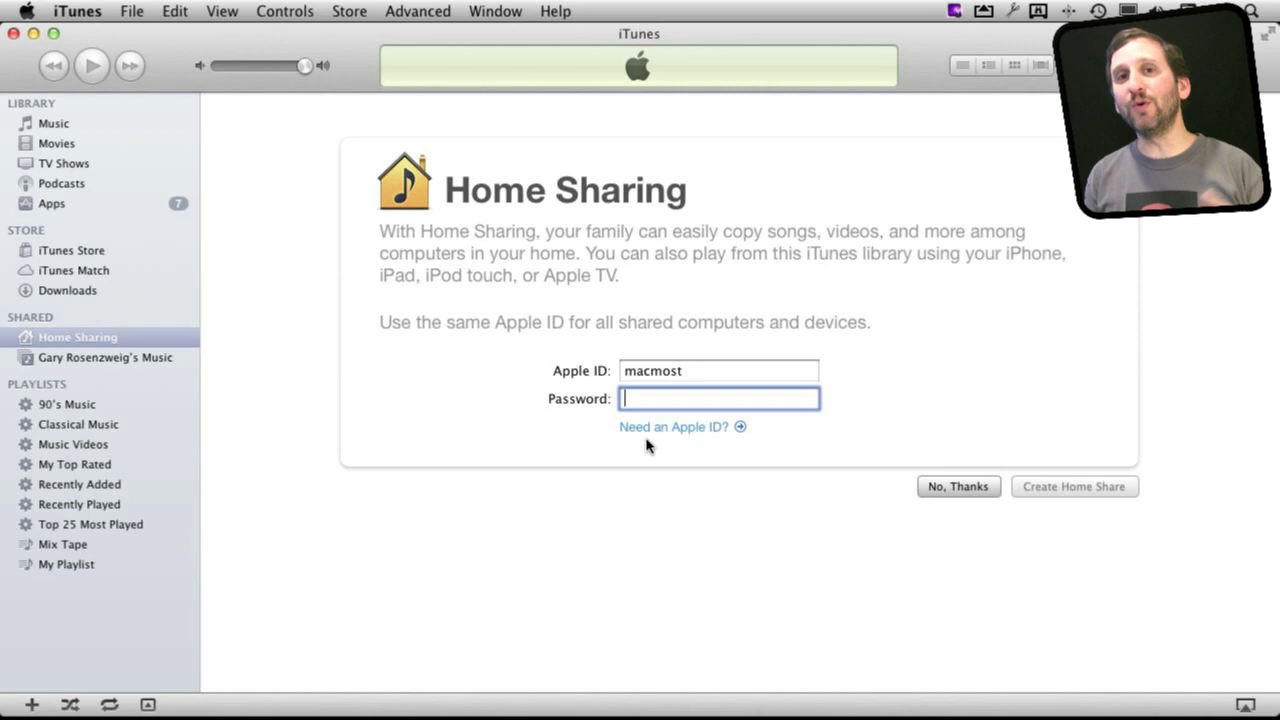 iTunes File Edit View Controls Store Advanced Window Help
iTunes
LIBRARY
Music
Movies
TV Shows
Podcasts
Apps 7
STORE
iTunes Store
iTunes Match
Downloads
SHARED
Home Sharing
Gary Rosenzweig's Music
PLAYLISTS
90's Music
Classical Music
Music Videos
My Top Rated
Recently Added
Recently Played
Top 25 Most Played
Mix Tape
My Playlist
Home Sharing
With Home Sharing, your family can easily copy songs, videos, and more among
computers in your home. You can also play from this iTunes library using your iPhone,
iPad, iPod touch, or Apple TV.
Use the same Apple ID for all shared computers and devices.
Apple ID: macmost
Password:
Need an Apple ID?
No, Thanks Create Home Share